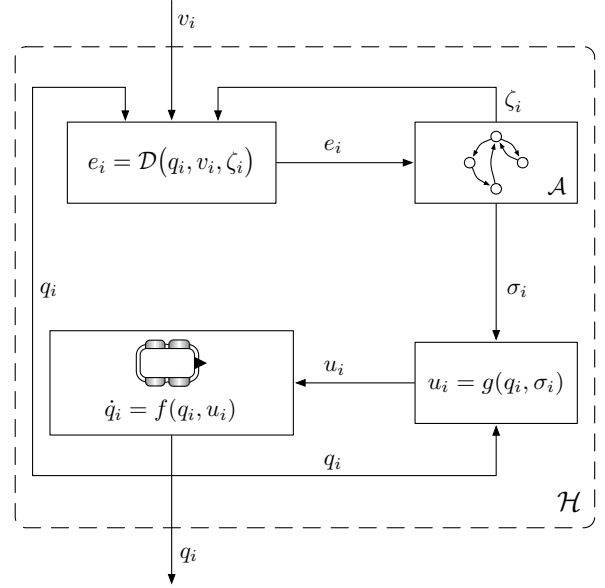 v_i
ζ_i
e_i = 𝒟(q_i, v_i, ζ_i)
e_i
𝒜
q_i
σ_i
u_i
u_i = g(q_i, σ_i)
q̇_i = f(q_i, u_i)
q_i
ℋ
q_i